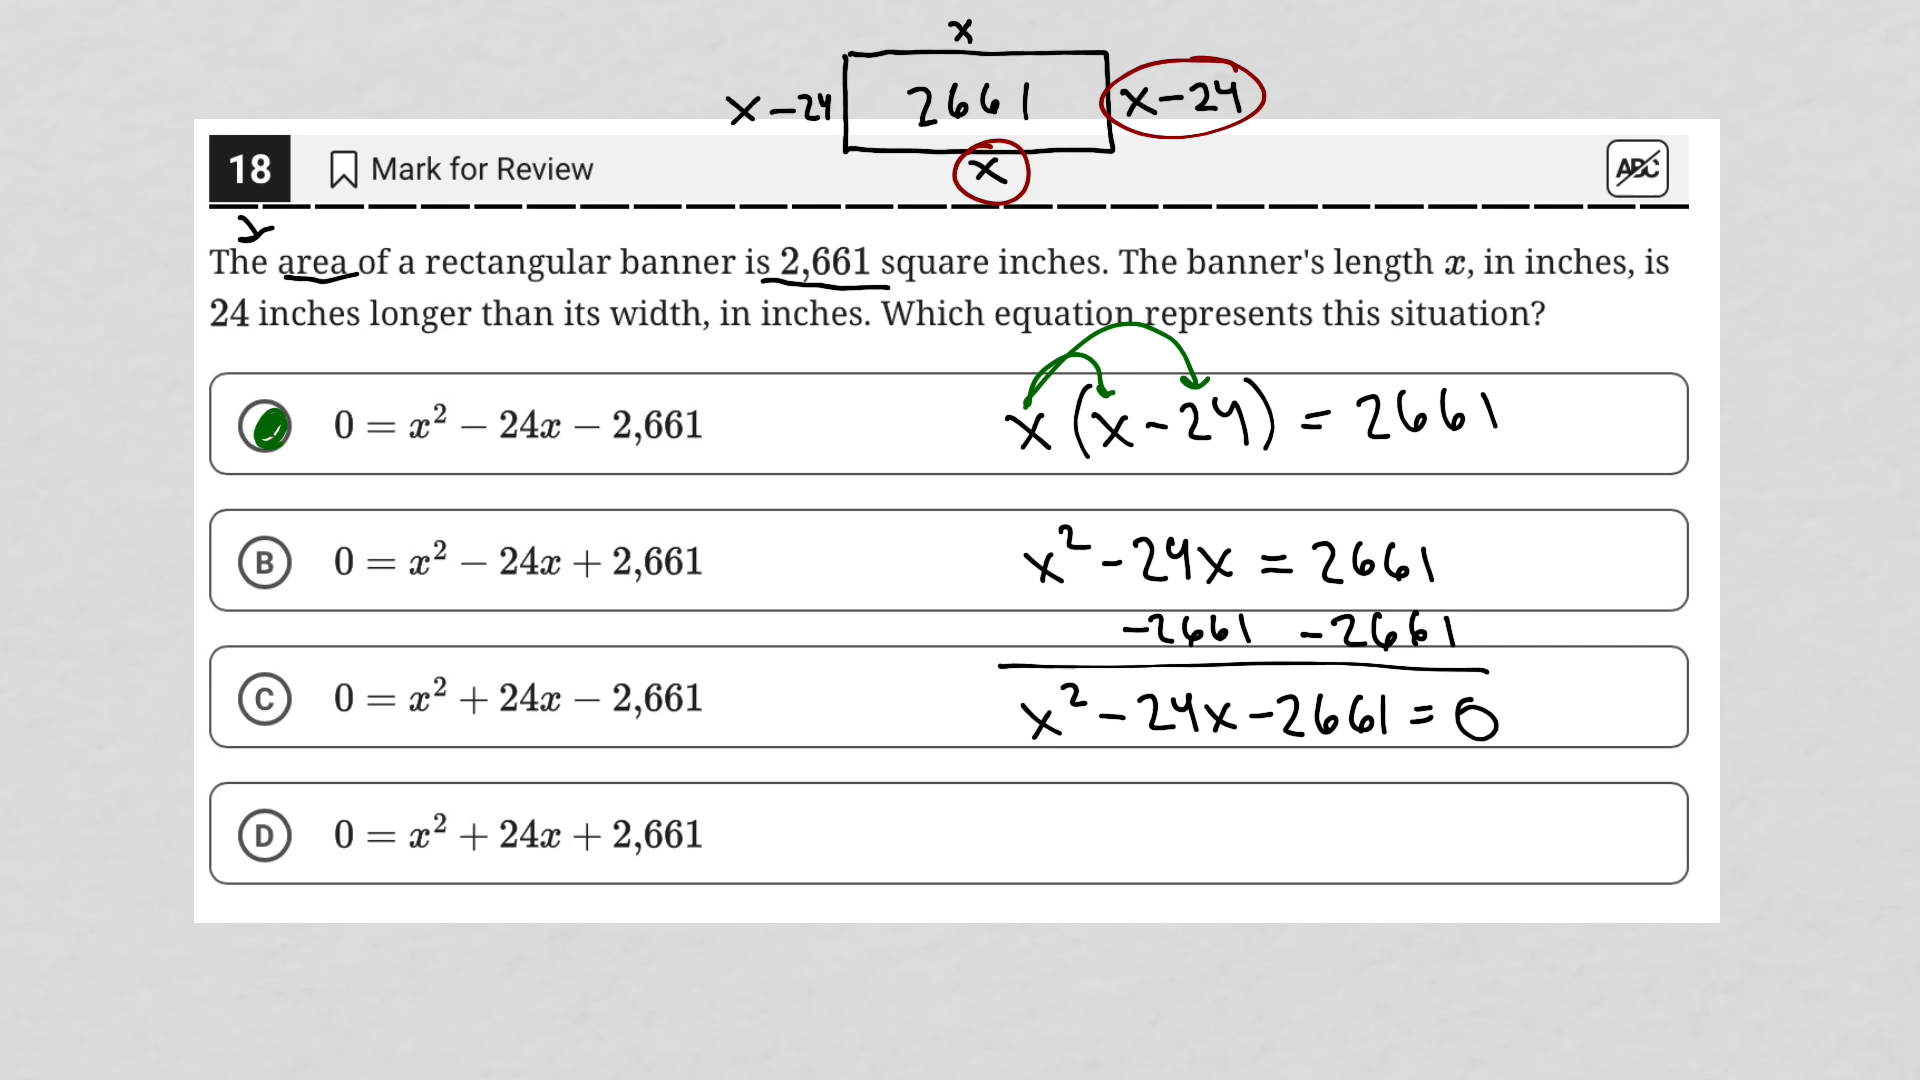 x
x-24 2661 x-24
x
18 Mark for Review ABC
The area of a rectangular banner is 2,661 square inches. The banner's length x, in inches, is
24 inches longer than its width, in inches. Which equation represents this situation?
0 = x² − 24x − 2,661
x(x-24) = 2661
B 0 = x² − 24x + 2,661
x²-24x = 2661
-2661 -2661
C 0 = x² + 24x − 2,661
x²-24x-2661 = 0
D 0 = x² + 24x + 2,661